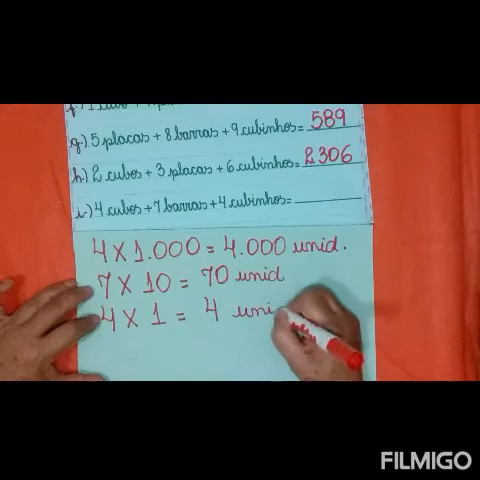 g.) 5 placas + 8 barras + 9 cubinhos = 589
h.) 2 cubos + 3 placas + 6 cubinhos = 2.306
i.) 4 cubos + 7 barras + 4 cubinhos =
4 X 1.000 = 4.000 unid.
7 X 10 = 70 unid
4 X 1 = 4 uni
FILMIGO